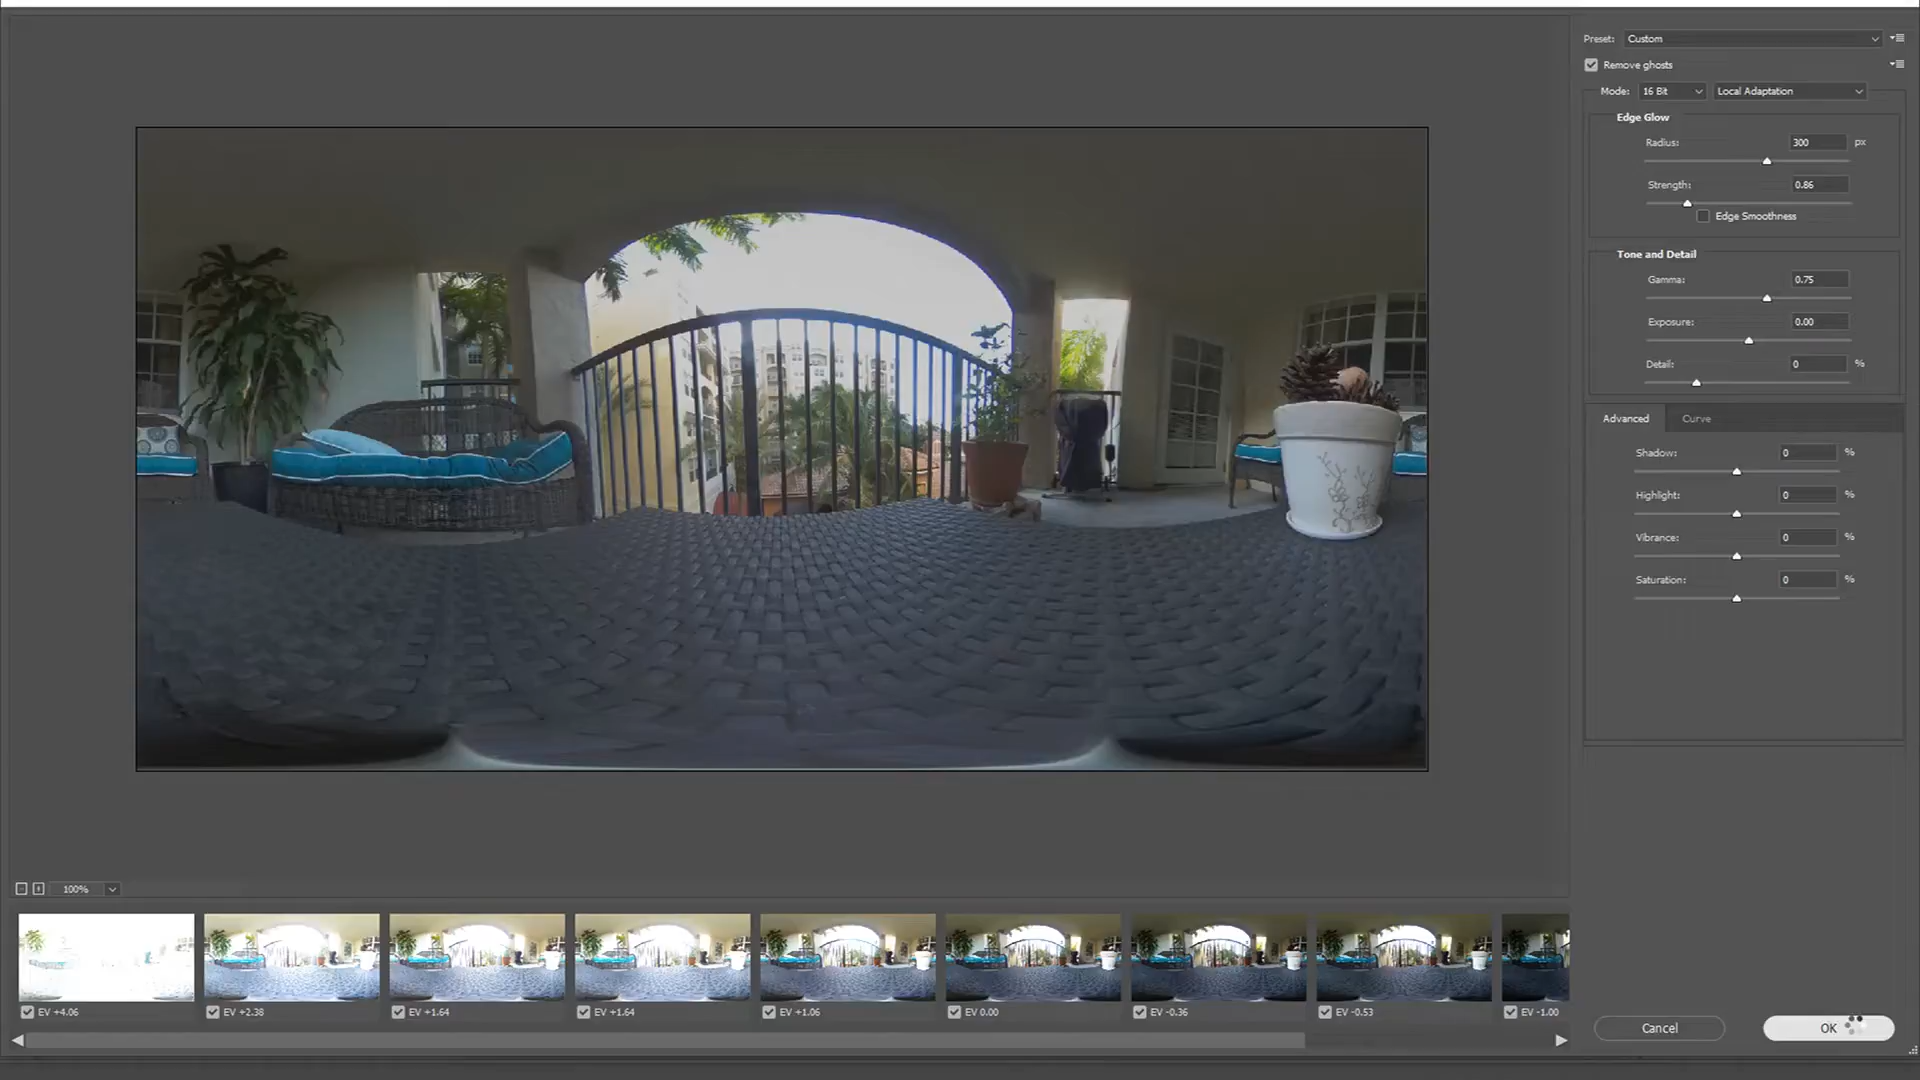 Preset: Custom
Remove ghosts
Mode: 16 Bit Local Adaptation
Edge Glow
Radius: 300 px
Strength: 0.86
Edge Smoothness
Tone and Detail
Gamma: 0.75
Exposure: 0.00
Detail: 0 %
Advanced Curve
Shadow: 0 %
Highlight: 0 %
Vibrance: 0 %
Saturation: 0 %
100%
EV +4.06 EV +2.38 EV +1.64 EV +1.64 EV +1.06 EV 0.00 EV -0.36 EV -0.53 EV -1.00
Cancel OK